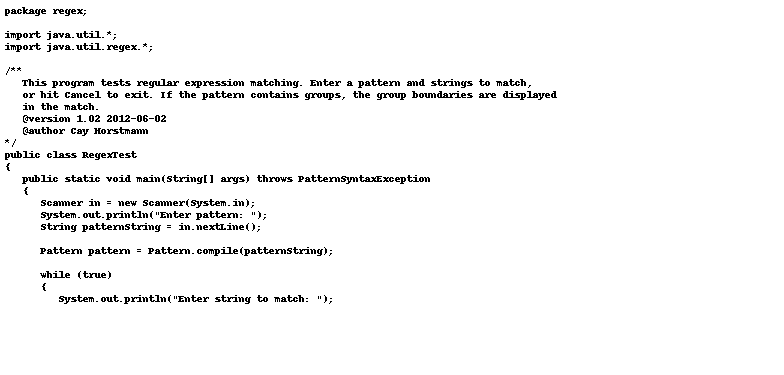 package regex;

import java.util.*;
import java.util.regex.*;

/**
   This program tests regular expression matching. Enter a pattern and strings to match,
   or hit Cancel to exit. If the pattern contains groups, the group boundaries are displayed
   in the match.
   @version 1.02 2012-06-02
   @author Cay Horstmann
*/
public class RegexTest
{
   public static void main(String[] args) throws PatternSyntaxException
   {
      Scanner in = new Scanner(System.in);
      System.out.println("Enter pattern: ");
      String patternString = in.nextLine();

      Pattern pattern = Pattern.compile(patternString);

      while (true)
      {
         System.out.println("Enter string to match: ");